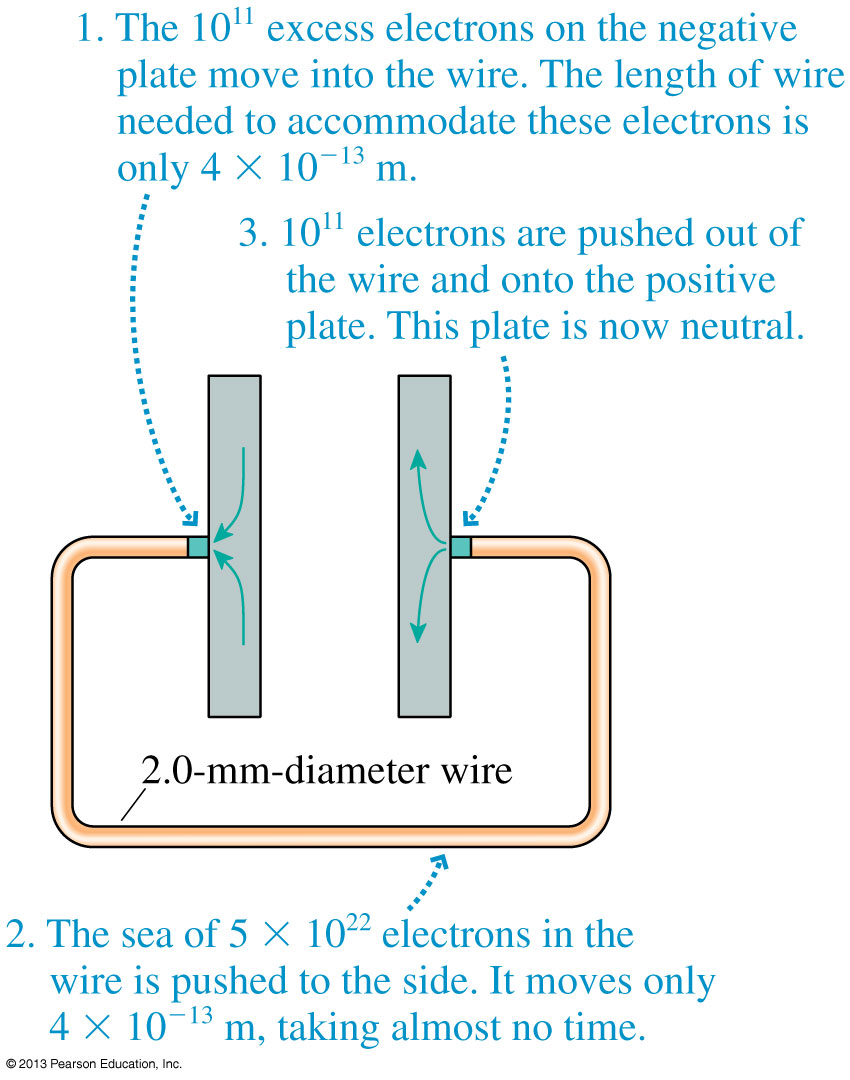 1. The 10¹¹ excess electrons on the negative
plate move into the wire. The length of wire
needed to accommodate these electrons is
only 4 × 10⁻¹³ m.
3. 10¹¹ electrons are pushed out of
the wire and onto the positive
plate. This plate is now neutral.
2.0-mm-diameter wire
2. The sea of 5 × 10²² electrons in the
wire is pushed to the side. It moves only
4 × 10⁻¹³ m, taking almost no time.
© 2013 Pearson Education, Inc.